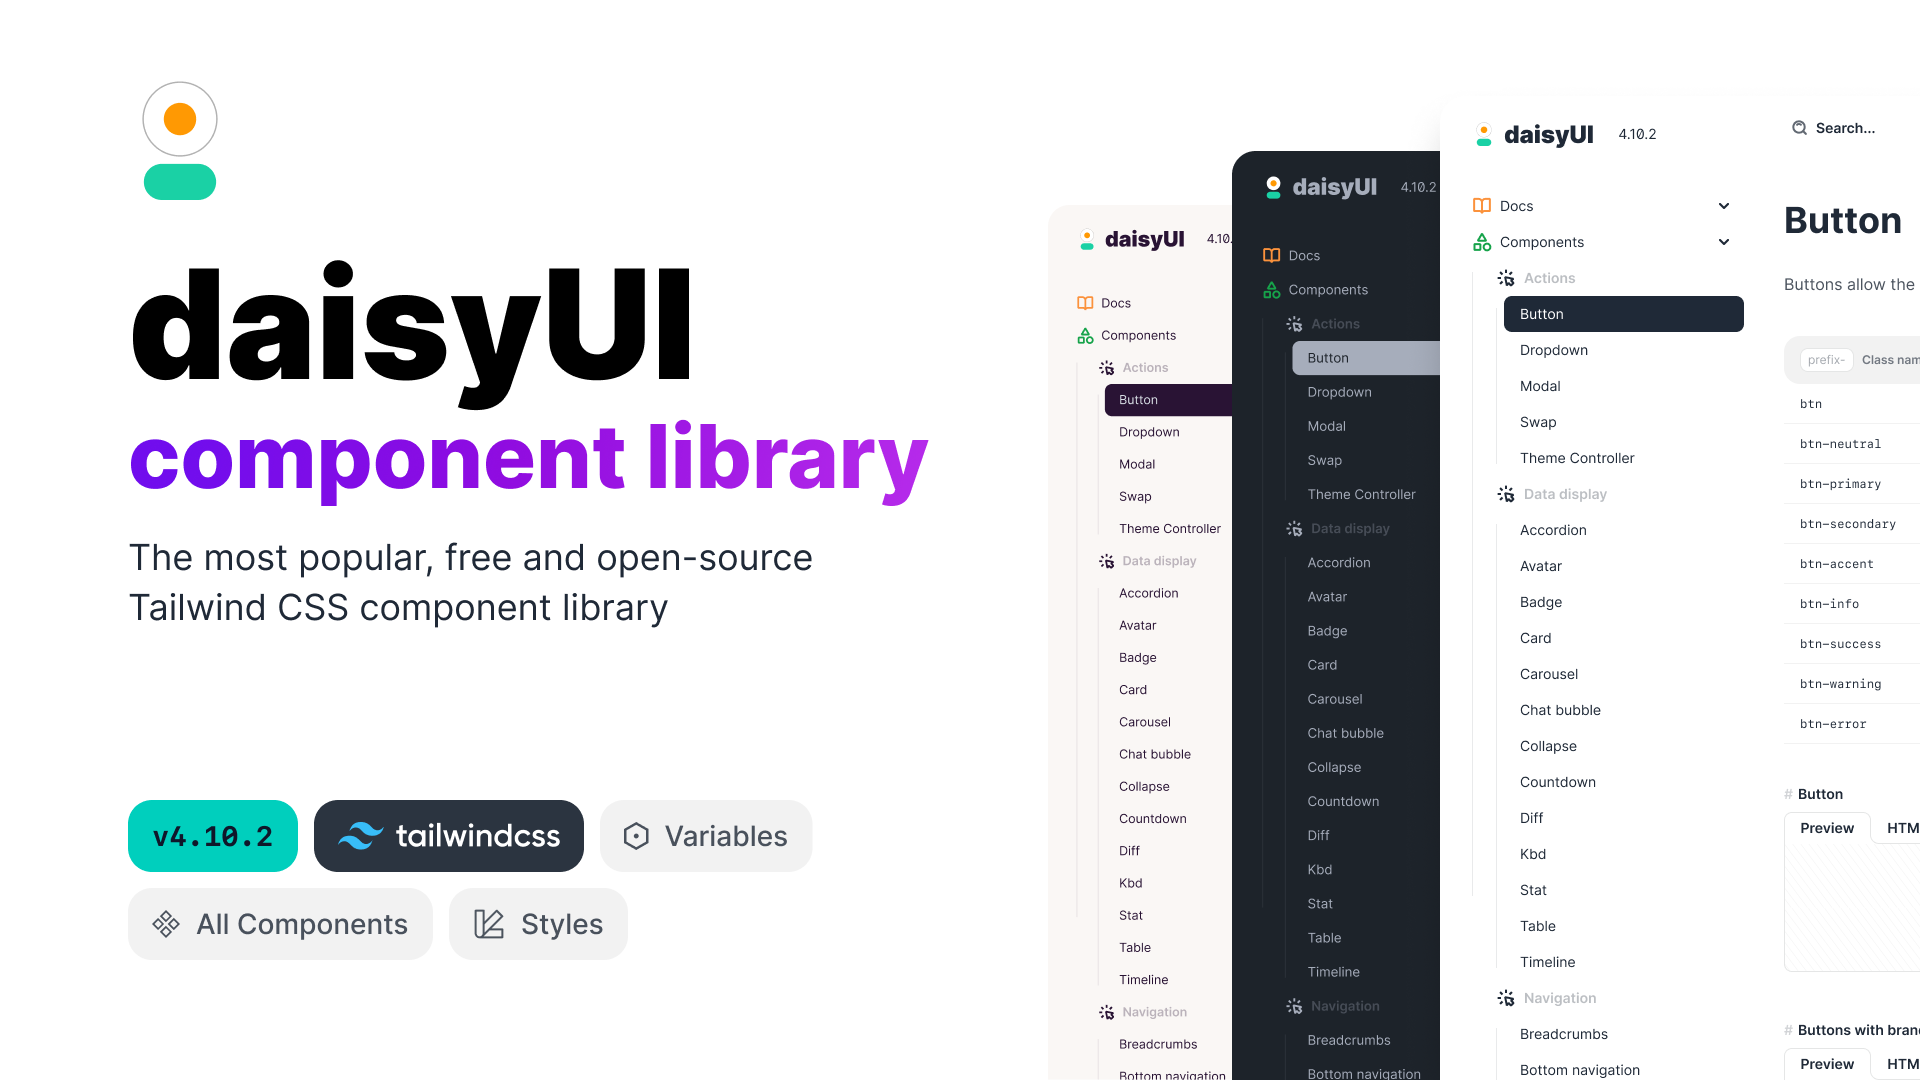 daisyUI
component library
The most popular, free and open-source
Tailwind CSS component library
v4.10.2
tailwindcss
Variables
All Components
Styles
daisyUI 4.10.
Docs
Components
Actions
Button
Dropdown
Modal
Swap
Theme Controller
Data display
Accordion
Avatar
Badge
Card
Carousel
Chat bubble
Collapse
Countdown
Diff
Kbd
Stat
Table
Timeline
Navigation
Breadcrumbs
Bottom navigation
daisyUI 4.10.2
Docs
Components
Actions
Button
Dropdown
Modal
Swap
Theme Controller
Data display
Accordion
Avatar
Badge
Card
Carousel
Chat bubble
Collapse
Countdown
Diff
Kbd
Stat
Table
Timeline
Navigation
Breadcrumbs
Bottom navigation
daisyUI 4.10.2
Docs
Components
Actions
Button
Dropdown
Modal
Swap
Theme Controller
Data display
Accordion
Avatar
Badge
Card
Carousel
Chat bubble
Collapse
Countdown
Diff
Kbd
Stat
Table
Timeline
Navigation
Breadcrumbs
Bottom navigation
Search...
Button
Buttons allow the
prefix- Class nam
btn
btn-neutral
btn-primary
btn-secondary
btn-accent
btn-info
btn-success
btn-warning
btn-error
# Button
Preview HTM
# Buttons with bran
Preview HTM